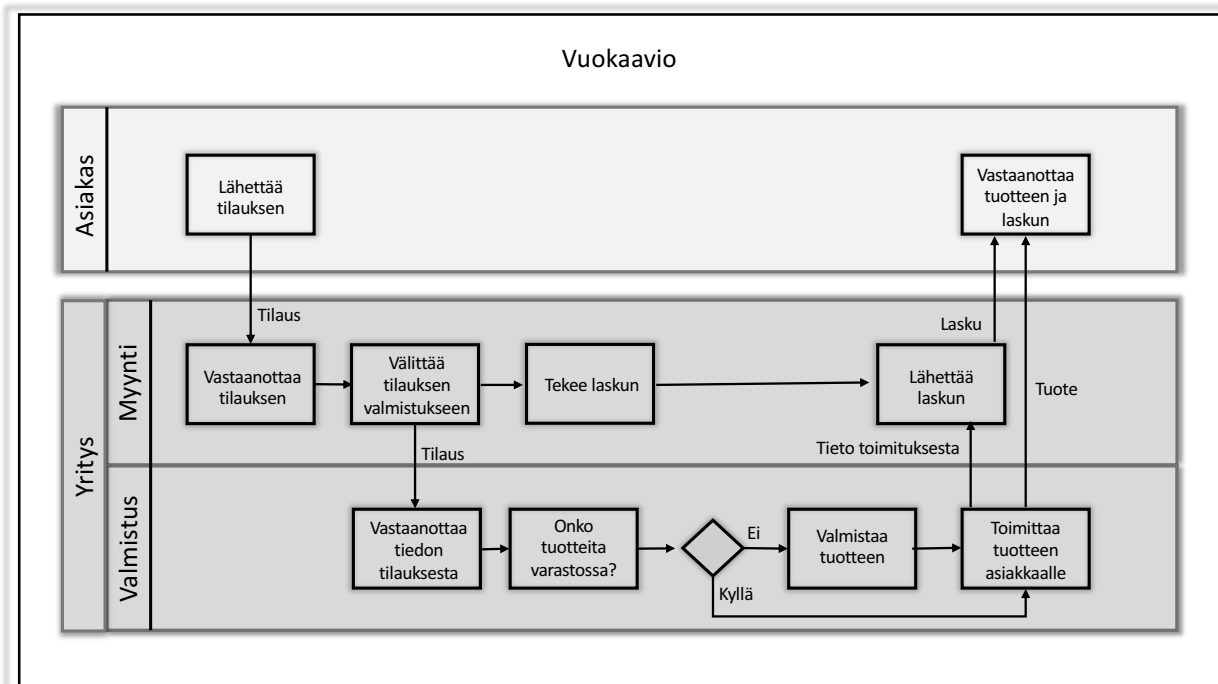 Vuokaavio
Asiakas
Lähettää
tilauksen
Vastaanottaa
tuotteen ja
laskun
Yritys
Myynti
Tilaus
Vastaanottaa
tilauksen
Välittää
tilauksen
valmistukseen
Tekee laskun
Lasku
Lähettää
laskun
Tuote
Tilaus
Tieto toimituksesta
Valmistus
Vastaanottaa
tiedon
tilauksesta
Onko
tuotteita
varastossa?
Ei
Kyllä
Valmistaa
tuotteen
Toimittaa
tuotteen
asiakkaalle